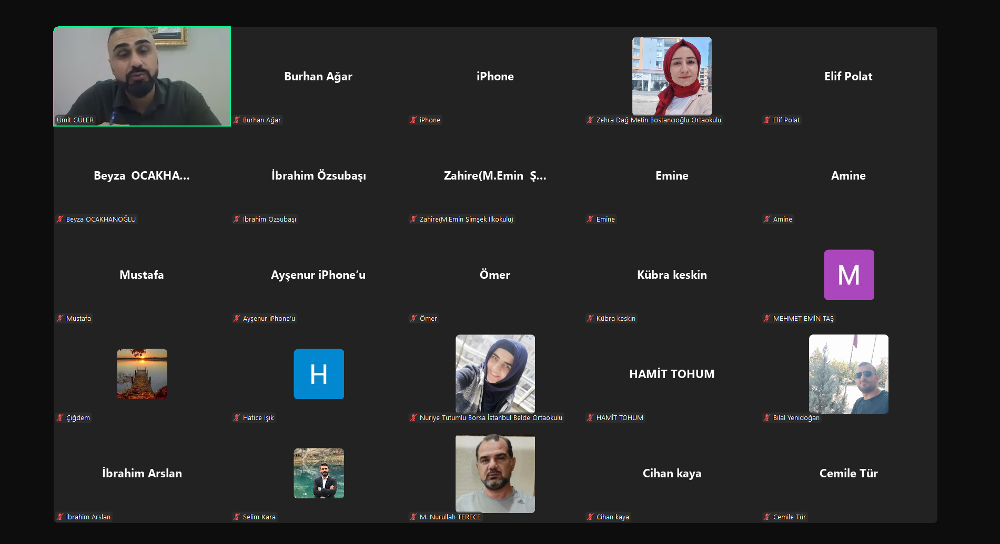 Ümit GÜLER
Burhan Ağar
Burhan Ağar
iPhone
iPhone
Zehra Dağ Metin Bostancıoğlu Ortaokulu
Elif Polat
Elif Polat
Beyza OCAKHA...
Beyza OCAKHANOĞLU
İbrahim Özsubaşı
İbrahim Özsubaşı
Zahire(M.Emin Ş...
Zahire(M.Emin Şimşek İlkokulu)
Emine
Emine
Amine
Amine
Mustafa
Mustafa
Ayşenur iPhone’u
Ayşenur iPhone’u
Ömer
Ömer
Kübra keskin
Kübra keskin
M
MEHMET EMİN TAŞ
Çiğdem
H
Hatice Işık
Nuriye Tutumlu Borsa İstanbul Belde Ortaokulu
HAMİT TOHUM
HAMİT TOHUM
Bilal Yenidoğan
İbrahim Arslan
İbrahim Arslan
Selim Kara
M. Nurullah TERECE
Cihan kaya
Cihan kaya
Cemile Tür
Cemile Tür